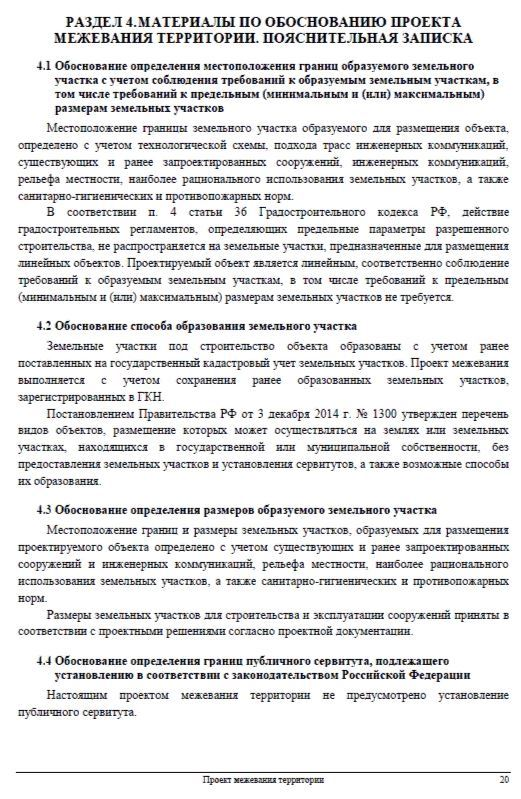 РАЗДЕЛ 4. МАТЕРИАЛЫ ПО ОБОСНОВАНИЮ ПРОЕКТА
МЕЖЕВАНИЯ ТЕРРИТОРИИ. ПОЯСНИТЕЛЬНАЯ ЗАПИСКА
4.1 Обоснование определения местоположения границ образуемого земельного
участка с учетом соблюдения требований к образуемым земельным участкам, в
том числе требований к предельным (минимальным и (или) максимальным)
размерам земельных участков
Местоположение границы земельного участка образуемого для размещения объекта,
определено с учетом технологической схемы, подхода трасс инженерных коммуникаций,
существующих и ранее запроектированных сооружений, инженерных коммуникаций,
рельефа местности, наиболее рационального использования земельных участков, а также
санитарно-гигиенических и противопожарных норм.
В соответствии п. 4 статьи 36 Градостроительного кодекса РФ, действие
градостроительных регламентов, определяющих предельные параметры разрешенного
строительства, не распространяется на земельные участки, предназначенные для размещения
линейных объектов. Проектируемый объект является линейным, соответственно соблюдение
требований к образуемым земельным участкам, в том числе требований к предельным
(минимальным и (или) максимальным) размерам земельных участков не требуется.
4.2 Обоснование способа образования земельного участка
Земельные участки под строительство объекта образованы с учетом ранее
поставленных на государственный кадастровый учет земельных участков. Проект межевания
выполняется с учетом сохранения ранее образованных земельных участков,
зарегистрированных в ГКН.
Постановлением Правительства РФ от 3 декабря 2014 г. № 1300 утвержден перечень
видов объектов, размещение которых может осуществляться на землях или земельных
участках, находящихся в государственной или муниципальной собственности, без
предоставления земельных участков и установления сервитутов, а также возможные способы
их образования.
4.3 Обоснование определения размеров образуемого земельного участка
Местоположение границ и размеры земельных участков, образуемых для размещения
проектируемого объекта определено с учетом существующих и ранее запроектированных
сооружений и инженерных коммуникаций, рельефа местности, наиболее рационального
использования земельных участков, а также санитарно-гигиенических и противопожарных
норм.
Размеры земельных участков для строительства и эксплуатации сооружений приняты в
соответствии с проектными решениями согласно проектной документации.
4.4 Обоснование определения границ публичного сервитута, подлежащего
установлению в соответствии с законодательством Российской Федерации
Настоящим проектом межевания территории не предусмотрено установление
публичного сервитута.
Проект межевания территории 20